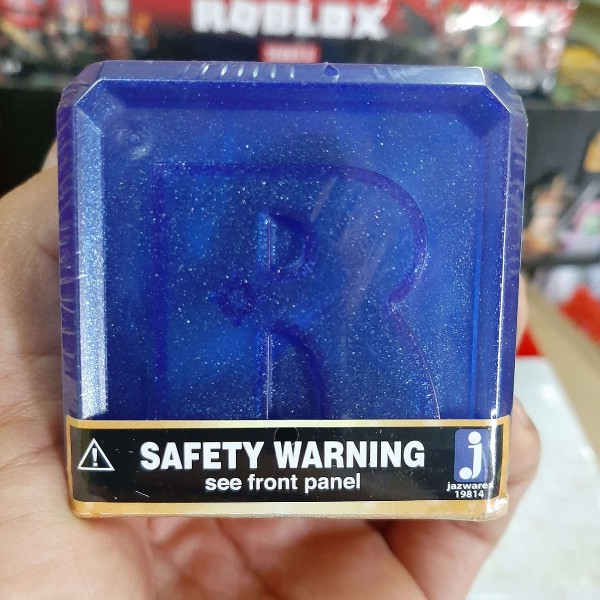 ROBLOX
R
SAFETY WARNING
see front panel
j
jazwares
19814